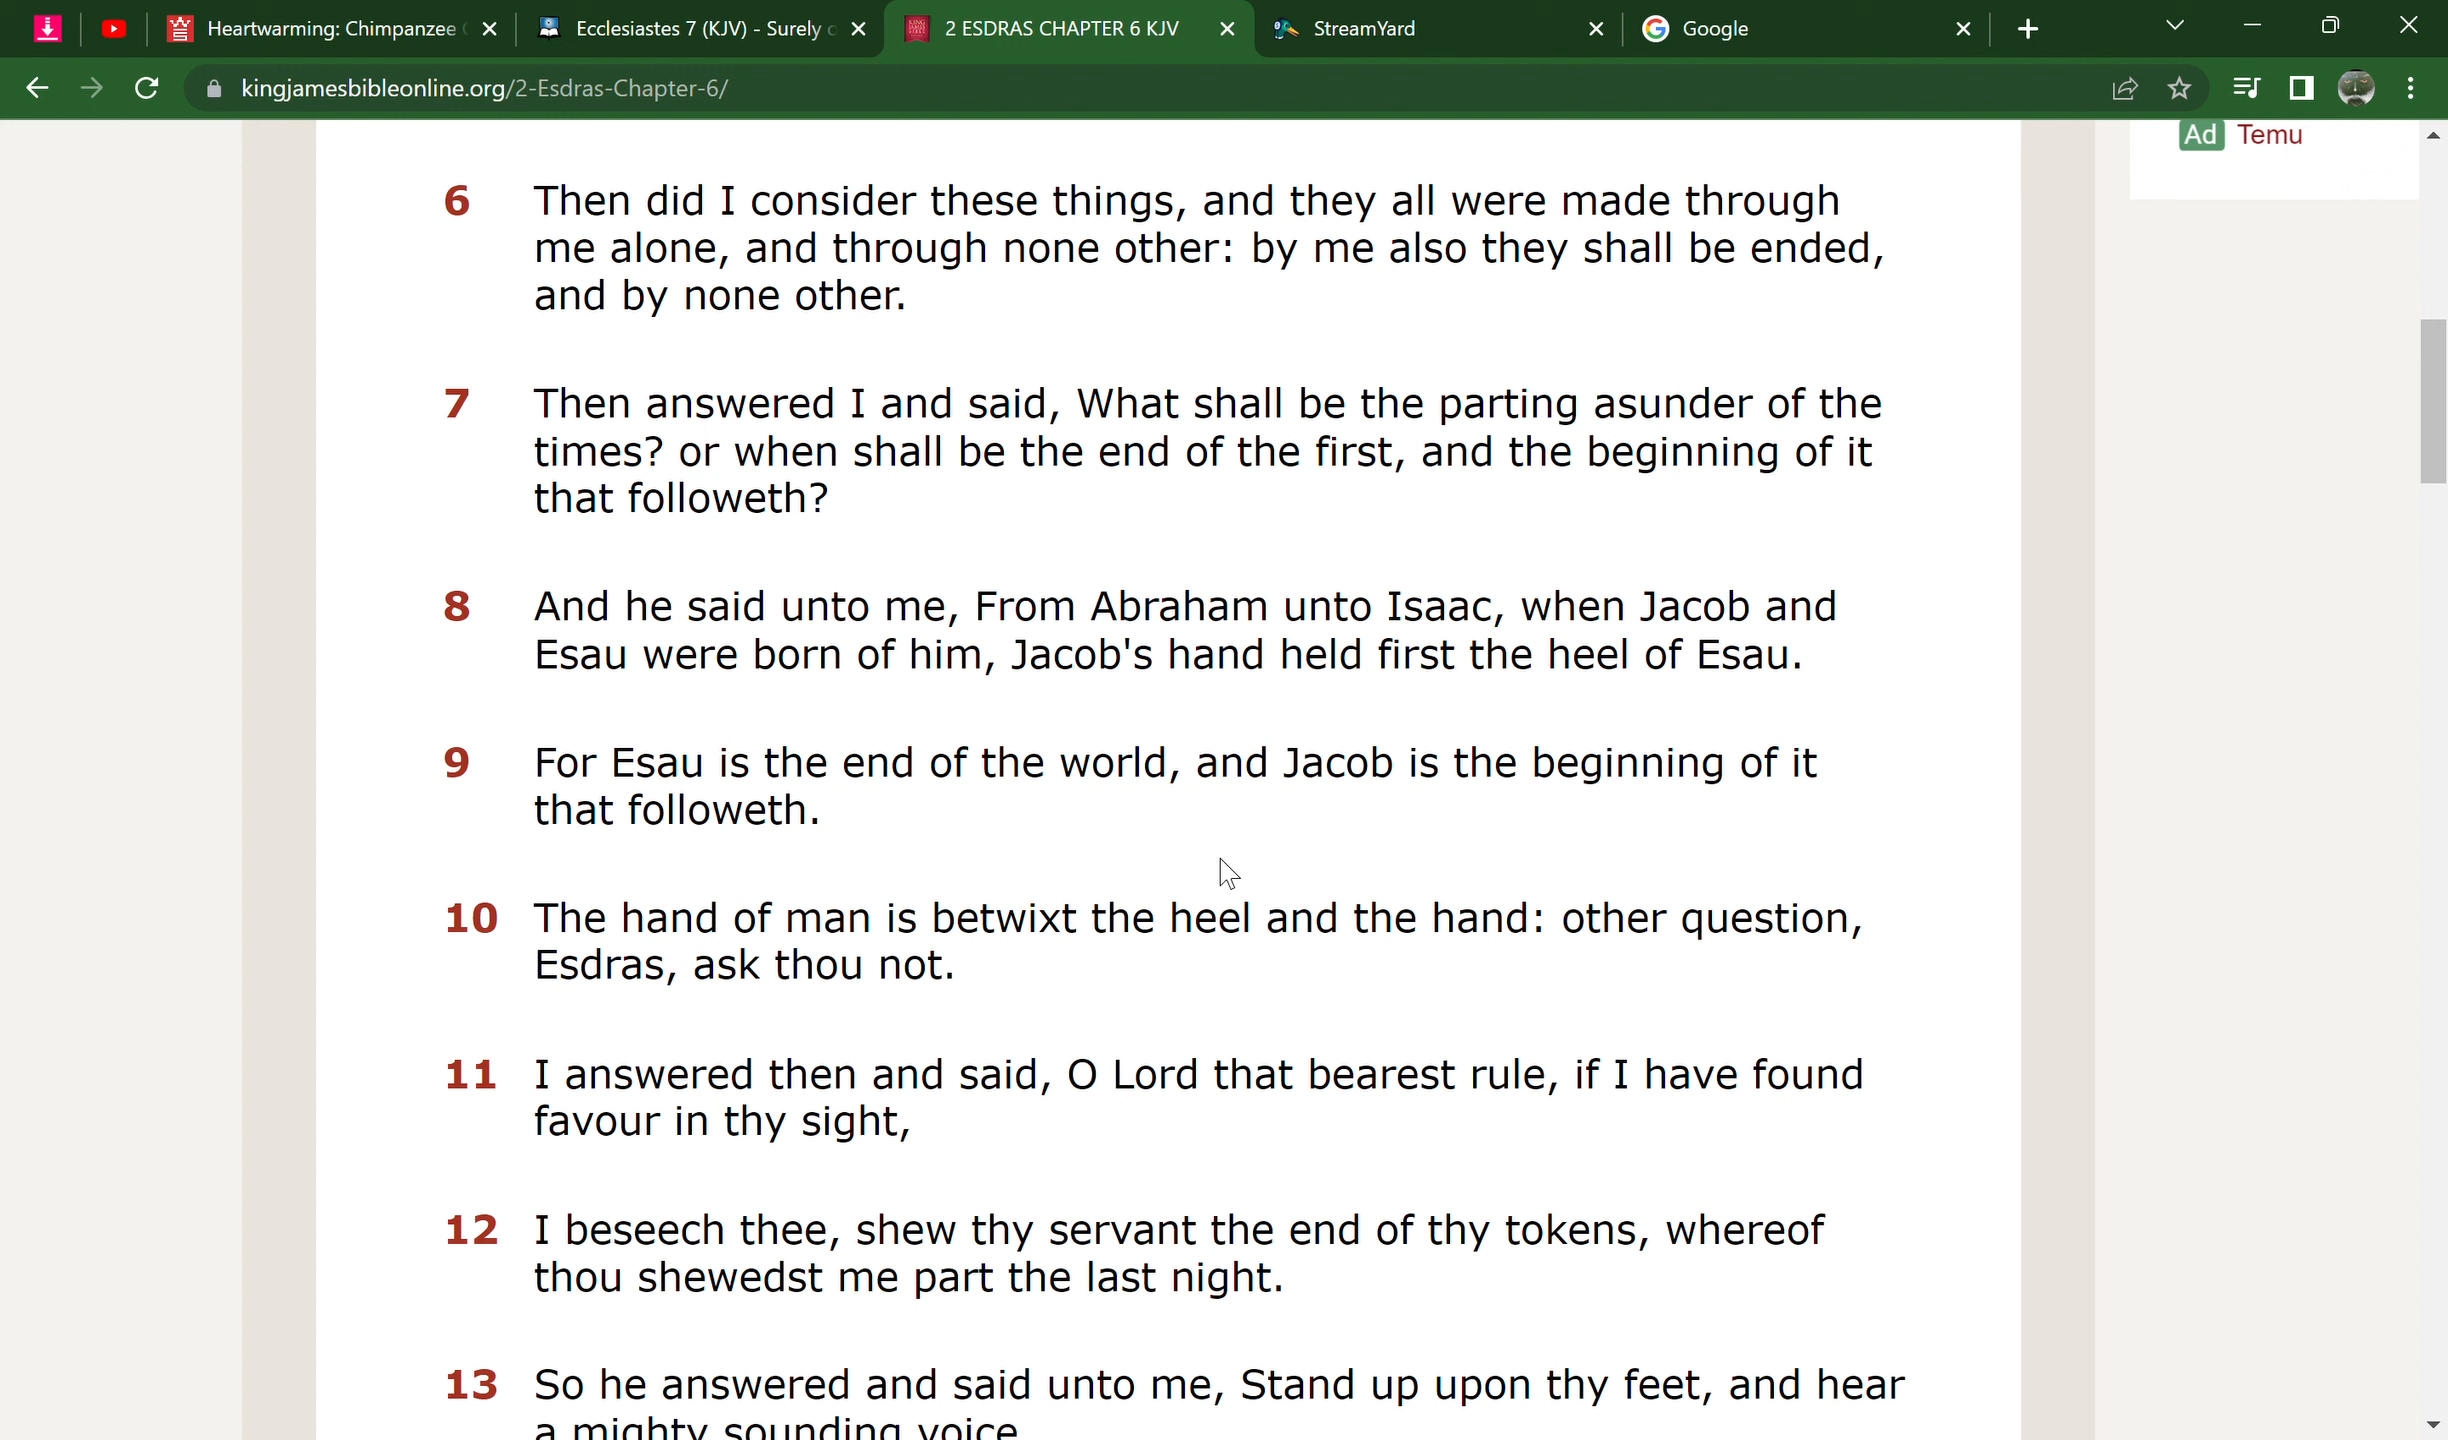 Heartwarming: Chimpanzee
Ecclesiastes 7 (KJV) - Surely
2 ESDRAS CHAPTER 6 KJV
StreamYard
Google
kingjamesbibleonline.org/2-Esdras-Chapter-6/
Ad Temu
6 Then did I consider these things, and they all were made through
me alone, and through none other: by me also they shall be ended,
and by none other.
7 Then answered I and said, What shall be the parting asunder of the
times? or when shall be the end of the first, and the beginning of it
that followeth?
8 And he said unto me, From Abraham unto Isaac, when Jacob and
Esau were born of him, Jacob's hand held first the heel of Esau.
9 For Esau is the end of the world, and Jacob is the beginning of it
that followeth.
10 The hand of man is betwixt the heel and the hand: other question,
Esdras, ask thou not.
11 I answered then and said, O Lord that bearest rule, if I have found
favour in thy sight,
12 I beseech thee, shew thy servant the end of thy tokens, whereof
thou shewedst me part the last night.
13 So he answered and said unto me, Stand up upon thy feet, and hear
a mighty sounding voice